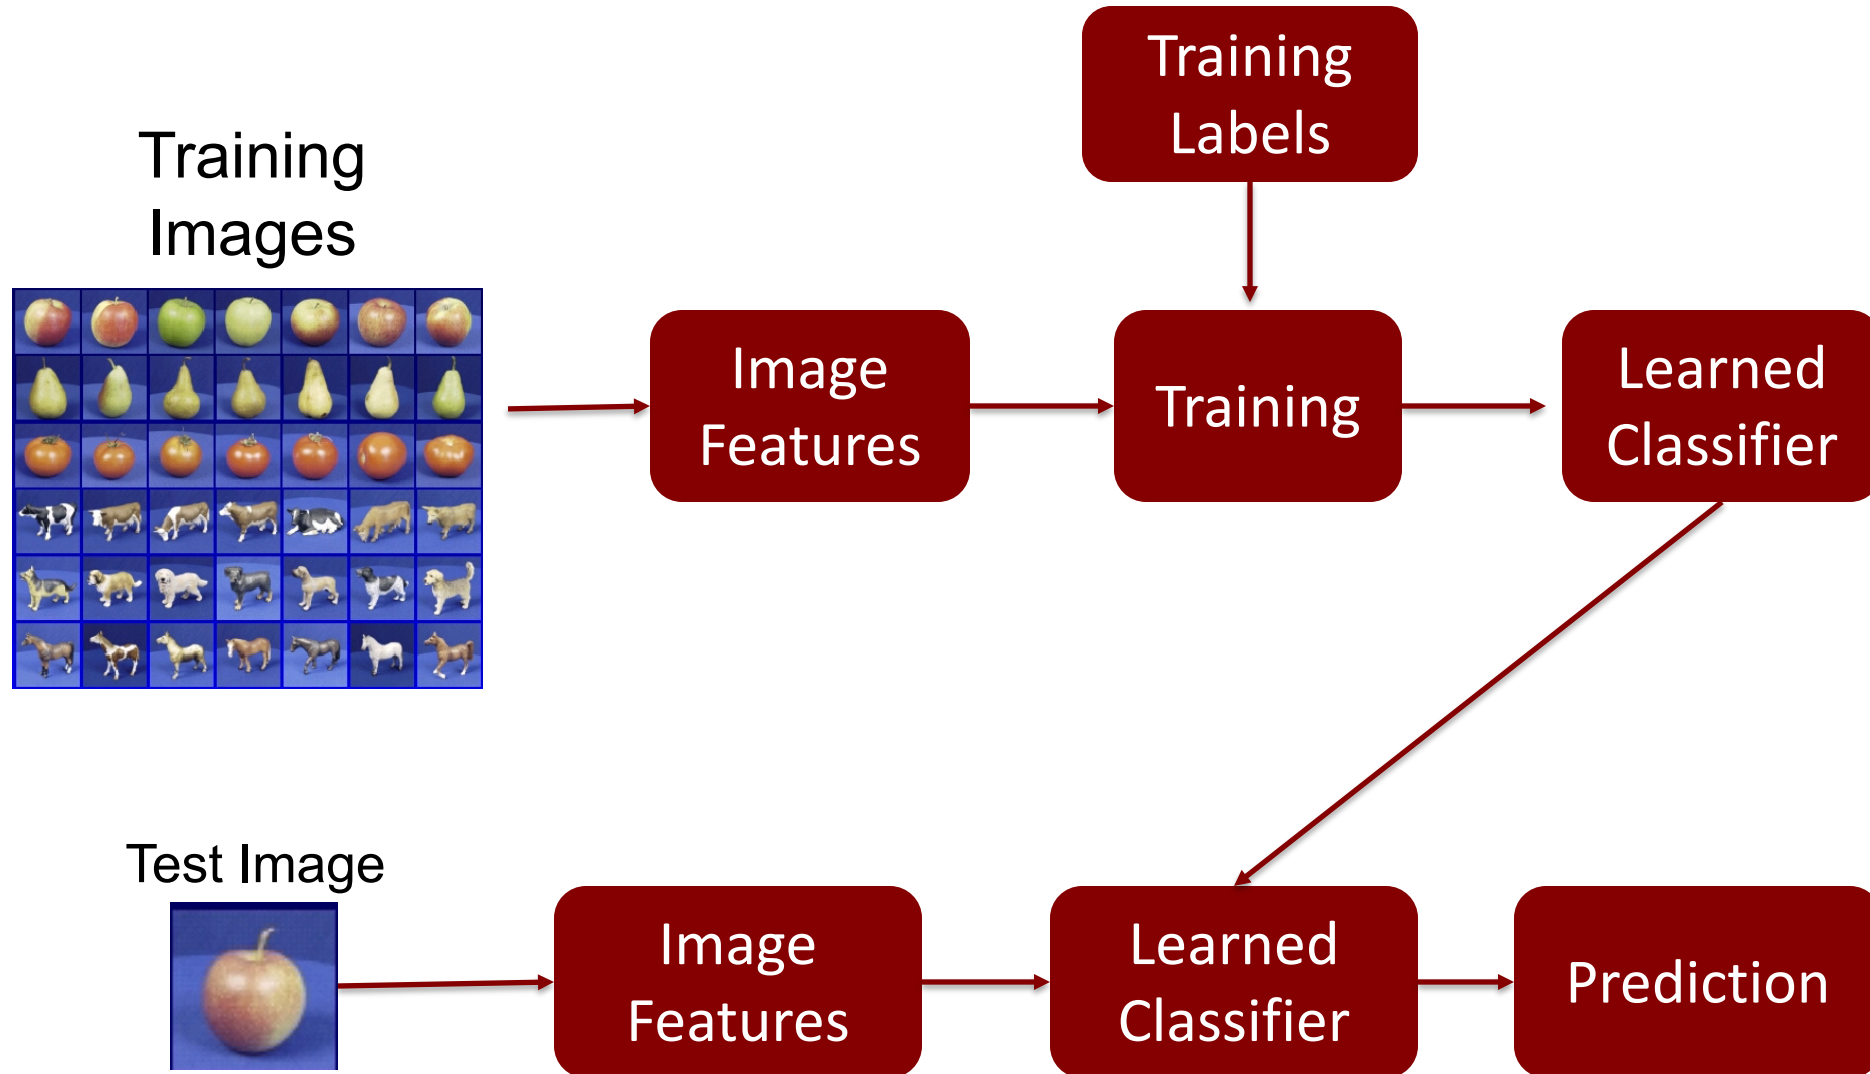 Training
Labels
Training
Images
Image
Features
Training
Learned
Classifier
Test Image
Image
Features
Learned
Classifier
Prediction